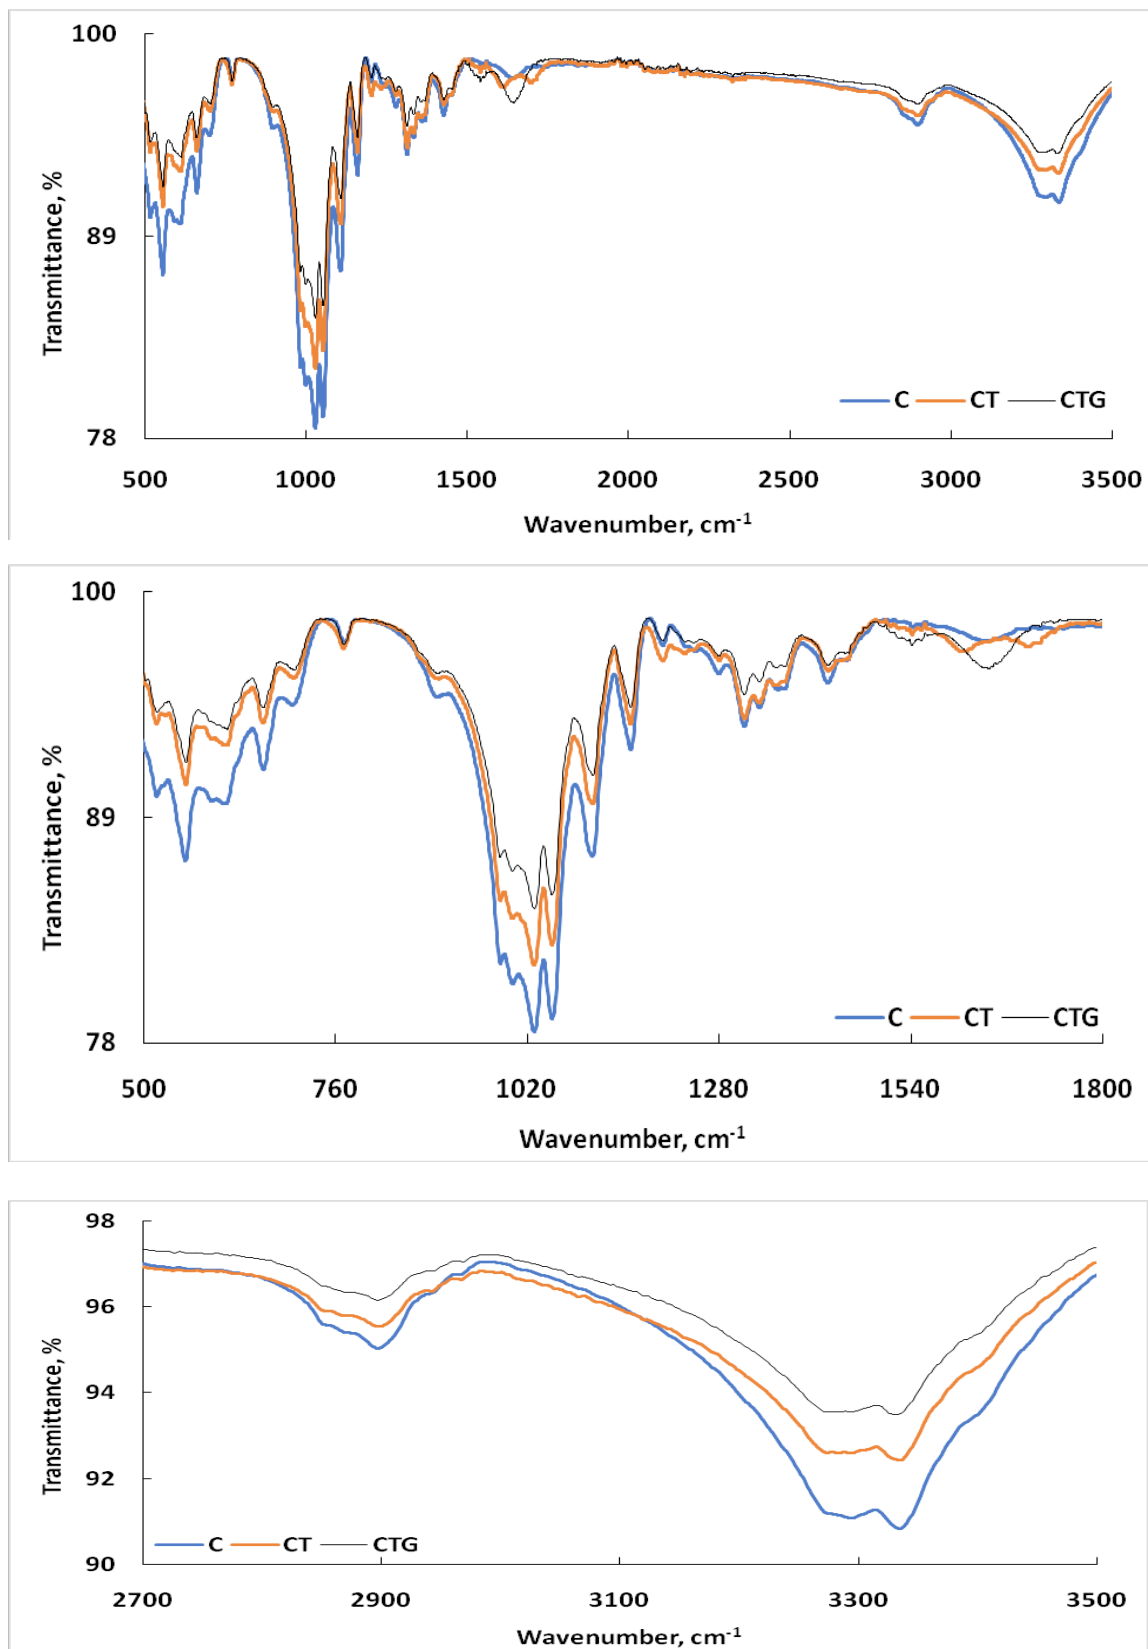 100
89
78
Transmittance, %
C CT CTG
500 1000 1500 2000 2500 3000 3500
Wavenumber, cm-1
100
89
78
Transmittance, %
C CT CTG
500 760 1020 1280 1540 1800
Wavenumber, cm-1
98
96
94
92
90
Transmittance, %
C CT CTG
2700 2900 3100 3300 3500
Wavenumber, cm-1